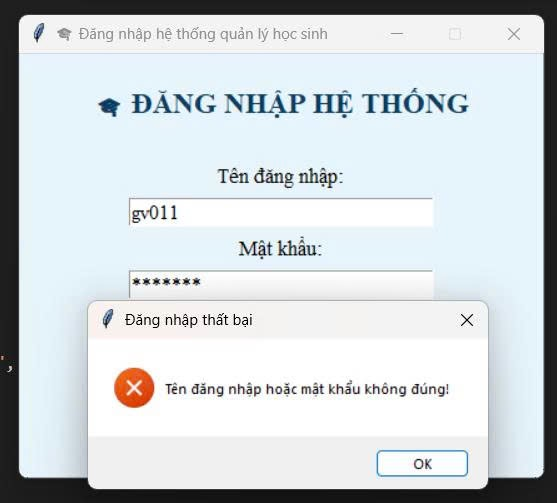 Đăng nhập hệ thống quản lý học sinh
ĐĂNG NHẬP HỆ THỐNG
Tên đăng nhập:
gv011
Mật khẩu:
*******
Đăng nhập thất bại
",
Tên đăng nhập hoặc mật khẩu không đúng!
OK